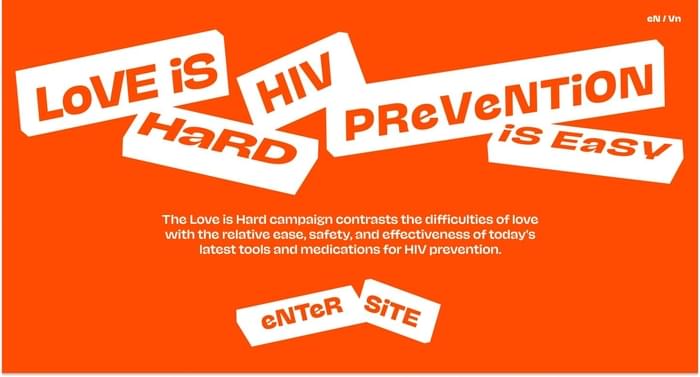 eN / Vn
LoVE iS
HaRD
HIV
PReVeNTiON
iS EaSY
The Love is Hard campaign contrasts the difficulties of love
with the relative ease, safety, and effectiveness of today's
latest tools and medications for HIV prevention.
eNTeR SiTE